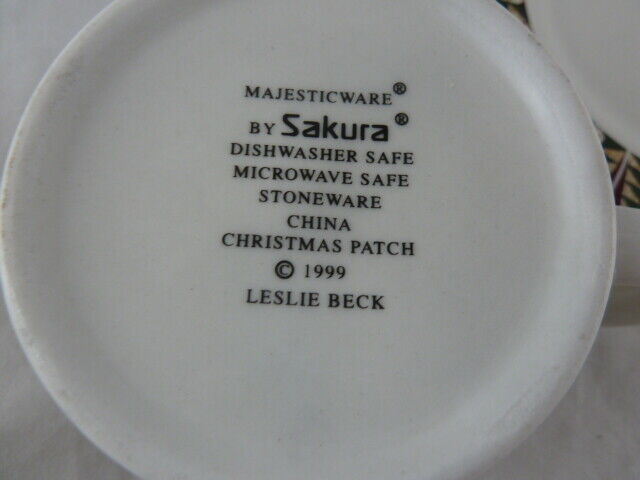 MAJESTICWARE®
BY Sakura®
DISHWASHER SAFE
MICROWAVE SAFE
STONEWARE
CHINA
CHRISTMAS PATCH
© 1999
LESLIE BECK